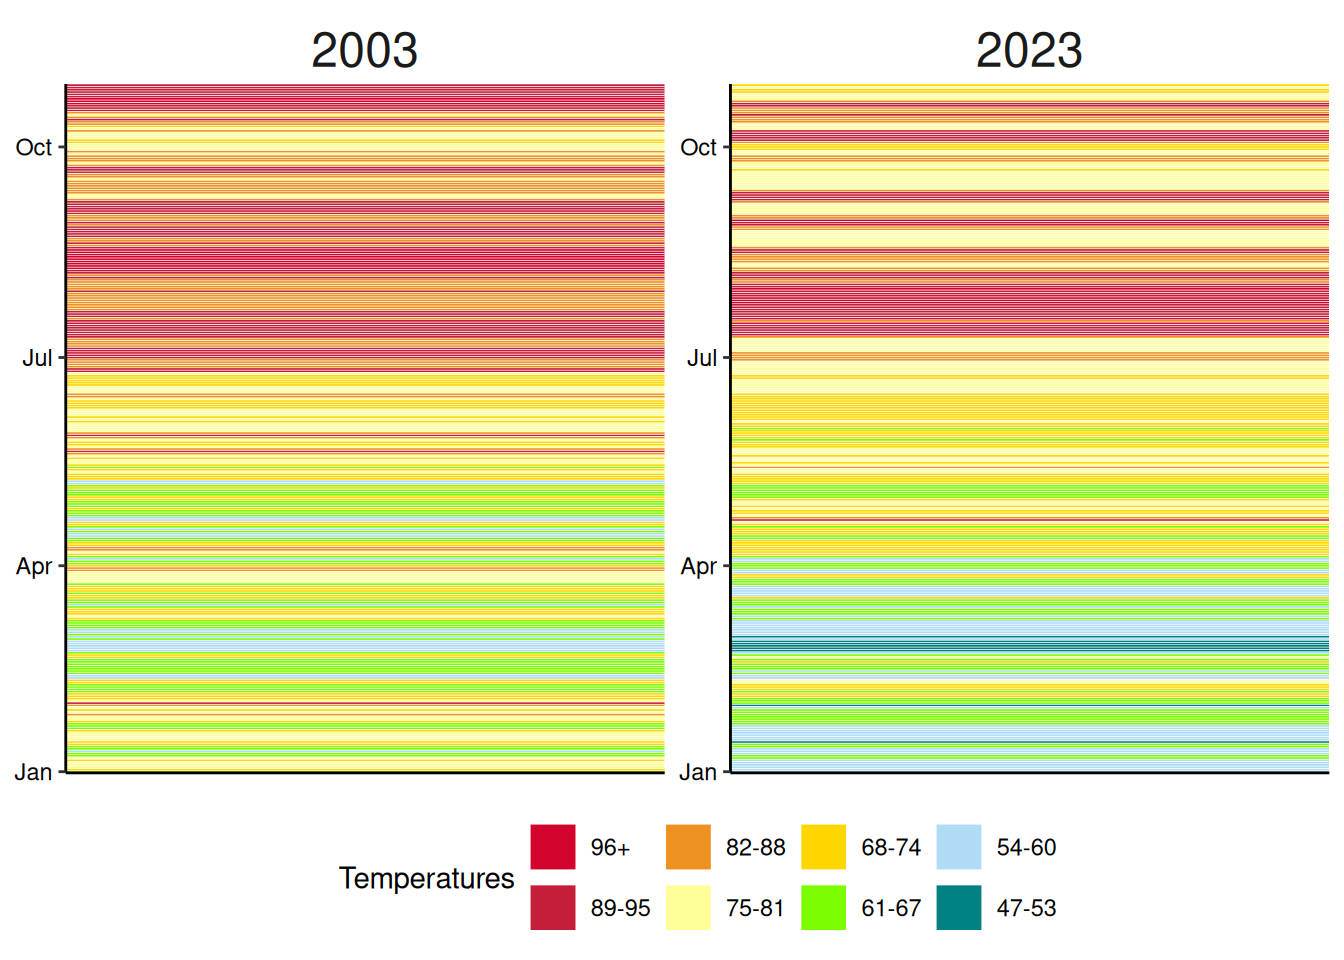 2003
2023
Oct
Jul
Apr
Jan
Oct
Jul
Apr
Jan
Temperatures
96+
82-88
68-74
54-60
89-95
75-81
61-67
47-53